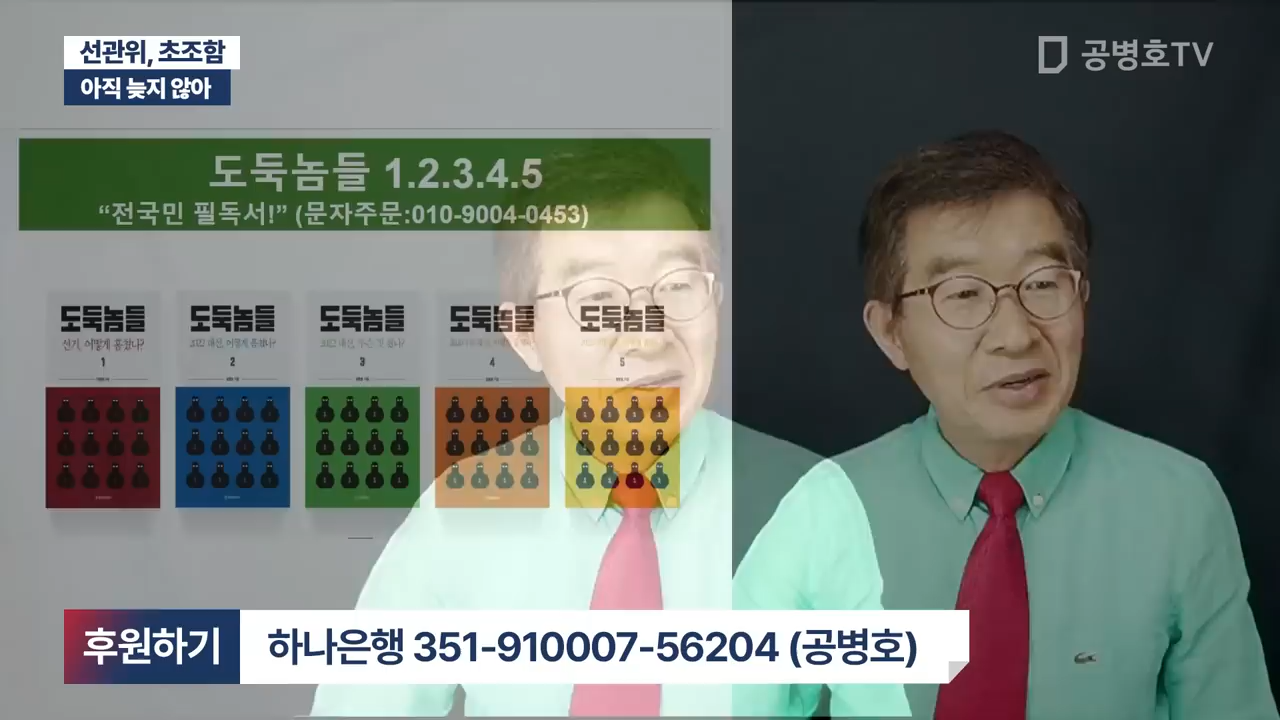 선관위, 초조함
아직 늦지 않아
공병호TV
도둑놈들 1.2.3.4.5
“전국민 필독서!” (문자주문:010-9004-0453)
도둑놈들
선거, 어떻게 훔쳤나?
1
도둑놈들
2
도둑놈들
3
도둑놈들
4
도둑놈들
5
후원하기
하나은행 351-910007-56204 (공병호)